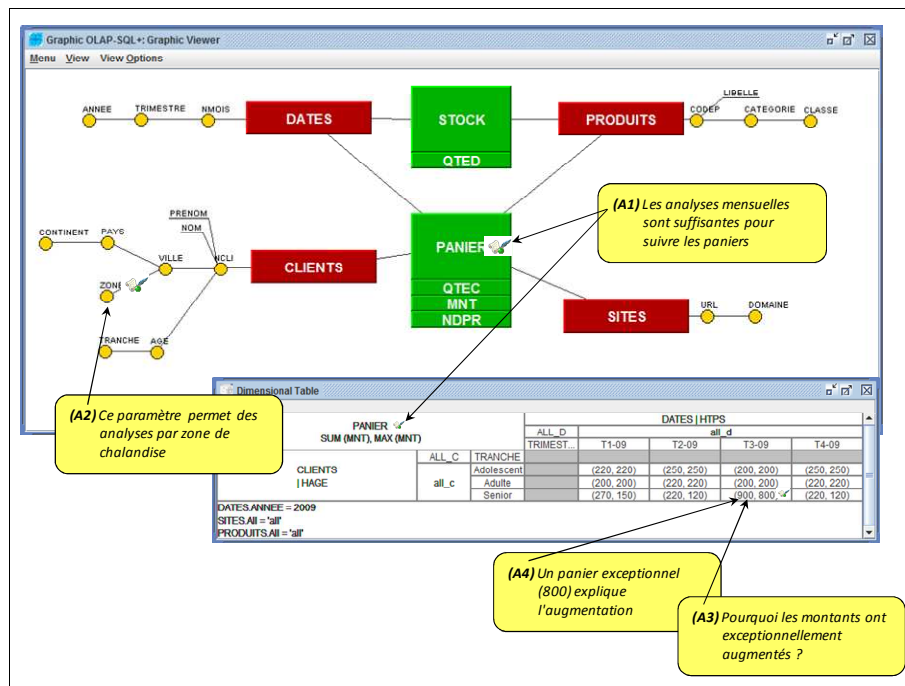 Graphic OLAP-SQL+: Graphic Viewer
Menu View View Options
ANNEE
TRIMESTRE
NMOIS
DATES
STOCK
QTED
PRODUITS
LIBELLE
CODEP
CATEGORIE
CLASSE
(A1) Les analyses mensuelles
sont suffisantes pour
suivre les paniers
PRENOM
NOM
CONTINENT
PAYS
VILLE
NCLI
ZONE
TRANCHE
AGE
CLIENTS
PANIER
QTEC
MNT
NDPR
SITES
URL
DOMAINE
(A2) Ce paramètre permet des
analyses par zone de
chalandise
Dimensional Table
PANIER
SUM (MNT), MAX (MNT)
DATES | HTPS
ALL_D all_d
TRIMEST... T1-09 T2-09 T3-09 T4-09
ALL_C TRANCHE
CLIENTS
| HAGE
all_c
Adolescent (220, 220) (250, 250) (200, 200) (250, 250)
Adulte (200, 200) (220, 220) (200, 200) (220, 220)
Senior (270, 150) (220, 120) (900, 800, (220, 120)
DATES.ANNEE = 2009
SITES.All = 'all'
PRODUITS.All = 'all'
(A4) Un panier exceptionnel
(800) explique
l'augmentation
(A3) Pourquoi les montants ont
exceptionnellement
augmentés ?